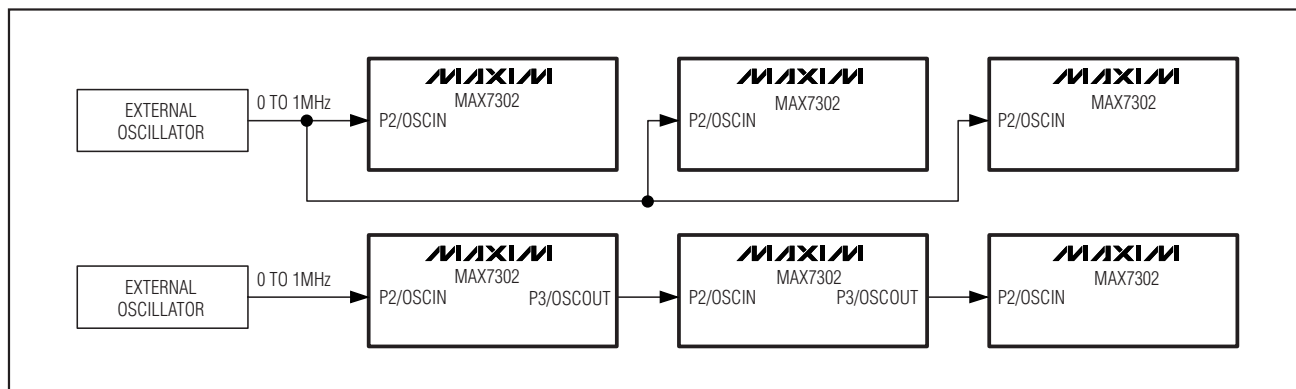 MAXIM MAXIM MAXIM
MAX7302 MAX7302 MAX7302
EXTERNAL
OSCILLATOR
0 TO 1MHz
P2/OSCIN P2/OSCIN P2/OSCIN
MAXIM MAXIM MAXIM
MAX7302 MAX7302 MAX7302
EXTERNAL
OSCILLATOR
0 TO 1MHz
P2/OSCIN P3/OSCOUT P2/OSCIN P3/OSCOUT P2/OSCIN